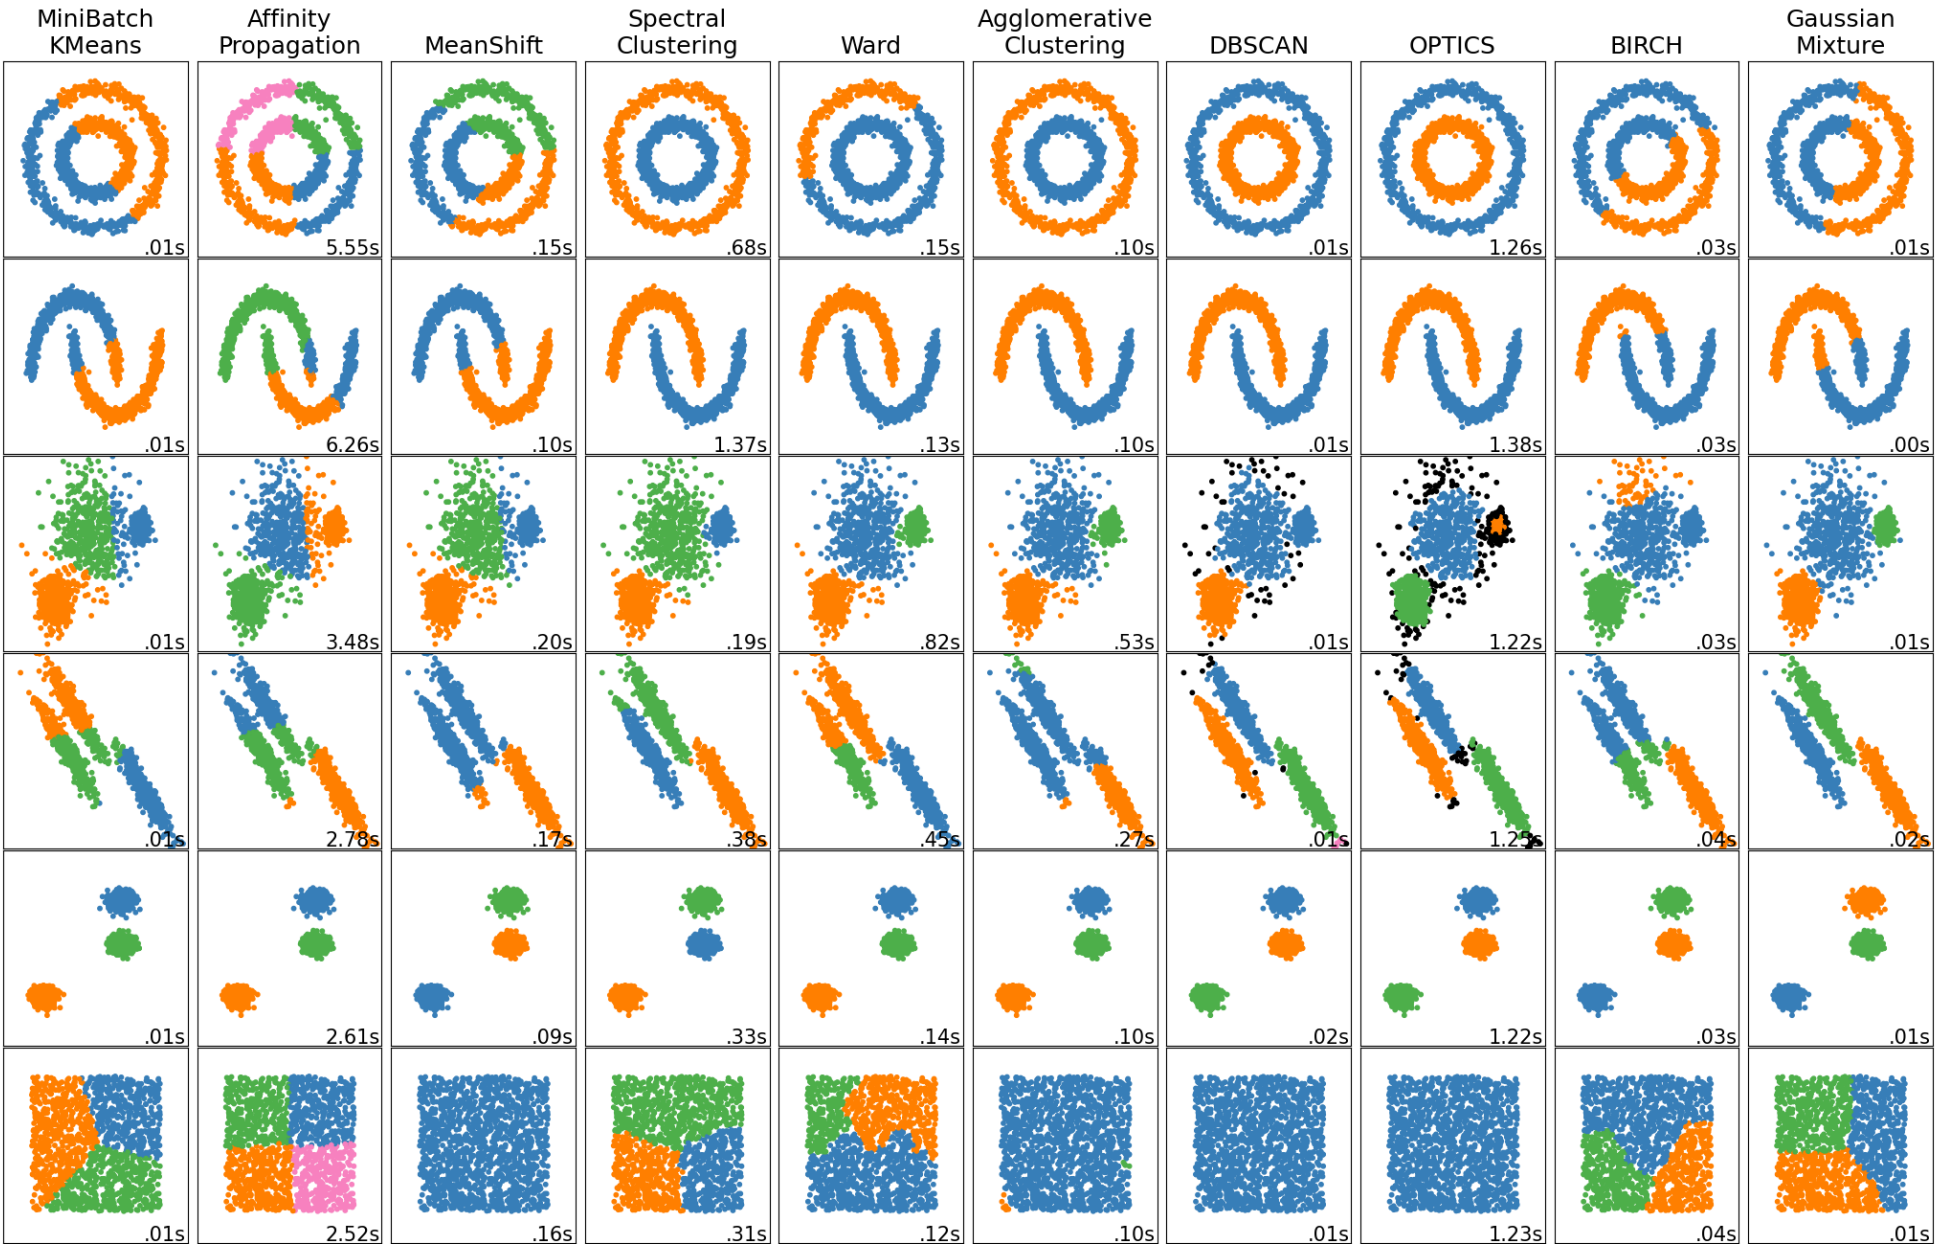 MiniBatch
KMeans
Affinity
Propagation
MeanShift
Spectral
Clustering
Ward
Agglomerative
Clustering
DBSCAN
OPTICS
BIRCH
Gaussian
Mixture
.01s
5.55s
.15s
.68s
.15s
.10s
.01s
1.26s
.03s
.01s
.01s
6.26s
.10s
1.37s
.13s
.10s
.01s
1.38s
.03s
.00s
.01s
3.48s
.20s
.19s
.82s
.53s
.01s
1.22s
.03s
.01s
.01s
2.78s
.17s
.38s
.45s
.27s
.01s
1.25s
.04s
.02s
.01s
2.61s
.09s
.33s
.14s
.10s
.02s
1.22s
.03s
.01s
.01s
2.52s
.16s
.31s
.12s
.10s
.01s
1.23s
.04s
.01s